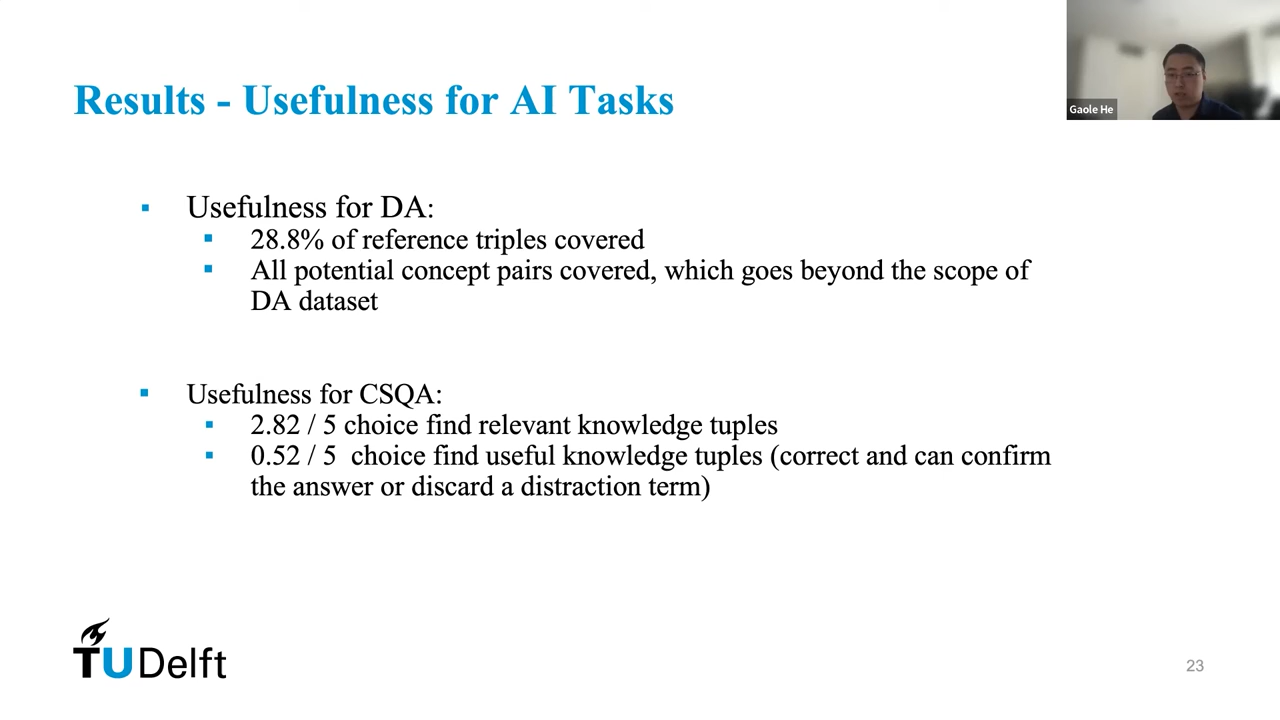 Results - Usefulness for AI Tasks
Gaole He
▪ Usefulness for DA:
▪ 28.8% of reference triples covered
▪ All potential concept pairs covered, which goes beyond the scope of
DA dataset
▪ Usefulness for CSQA:
▪ 2.82 / 5 choice find relevant knowledge tuples
▪ 0.52 / 5 choice find useful knowledge tuples (correct and can confirm
the answer or discard a distraction term)
TU Delft
23